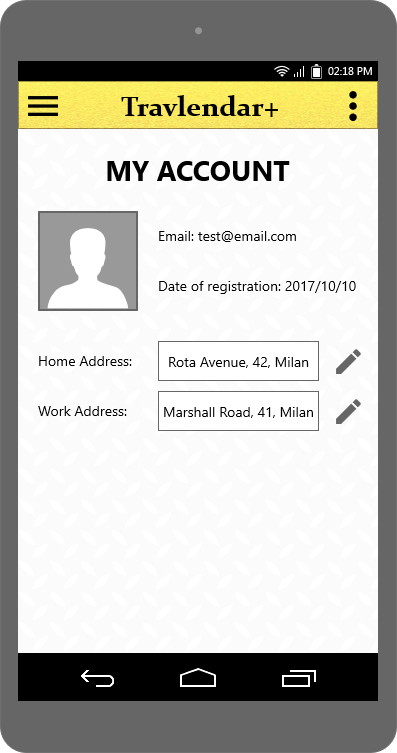 02:18 PM
Travlendar+
MY ACCOUNT
Email: test@email.com
Date of registration: 2017/10/10
Home Address: Rota Avenue, 42, Milan
Work Address: Marshall Road, 41, Milan